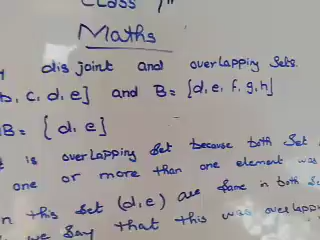 Class 7th
Maths
disjoint and overlapping sets.
b, c, d, e] and B = [d, e, f, g, h]
B = { d, e }
is overlapping set because both set
one or more than one element was
this set (d, e) are same in both
we say that this was overlapp